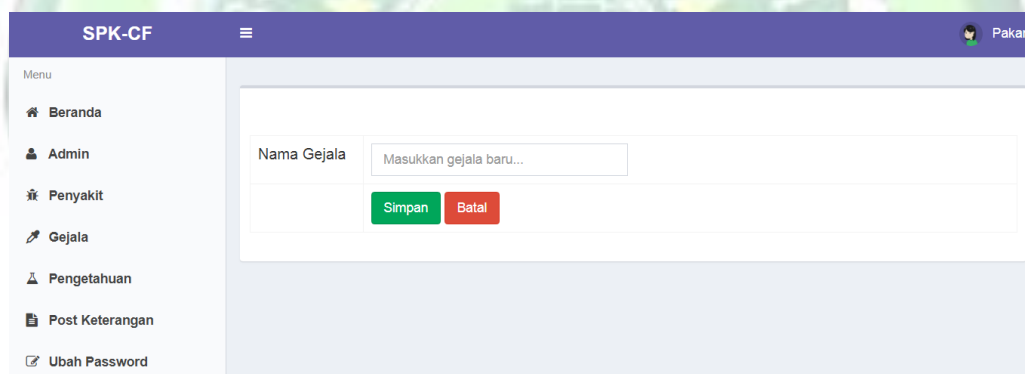 SPK-CF
Pakar
Menu
Beranda
Admin
Penyakit
Gejala
Pengetahuan
Post Keterangan
Ubah Password
Nama Gejala
Masukkan gejala baru...
Simpan Batal